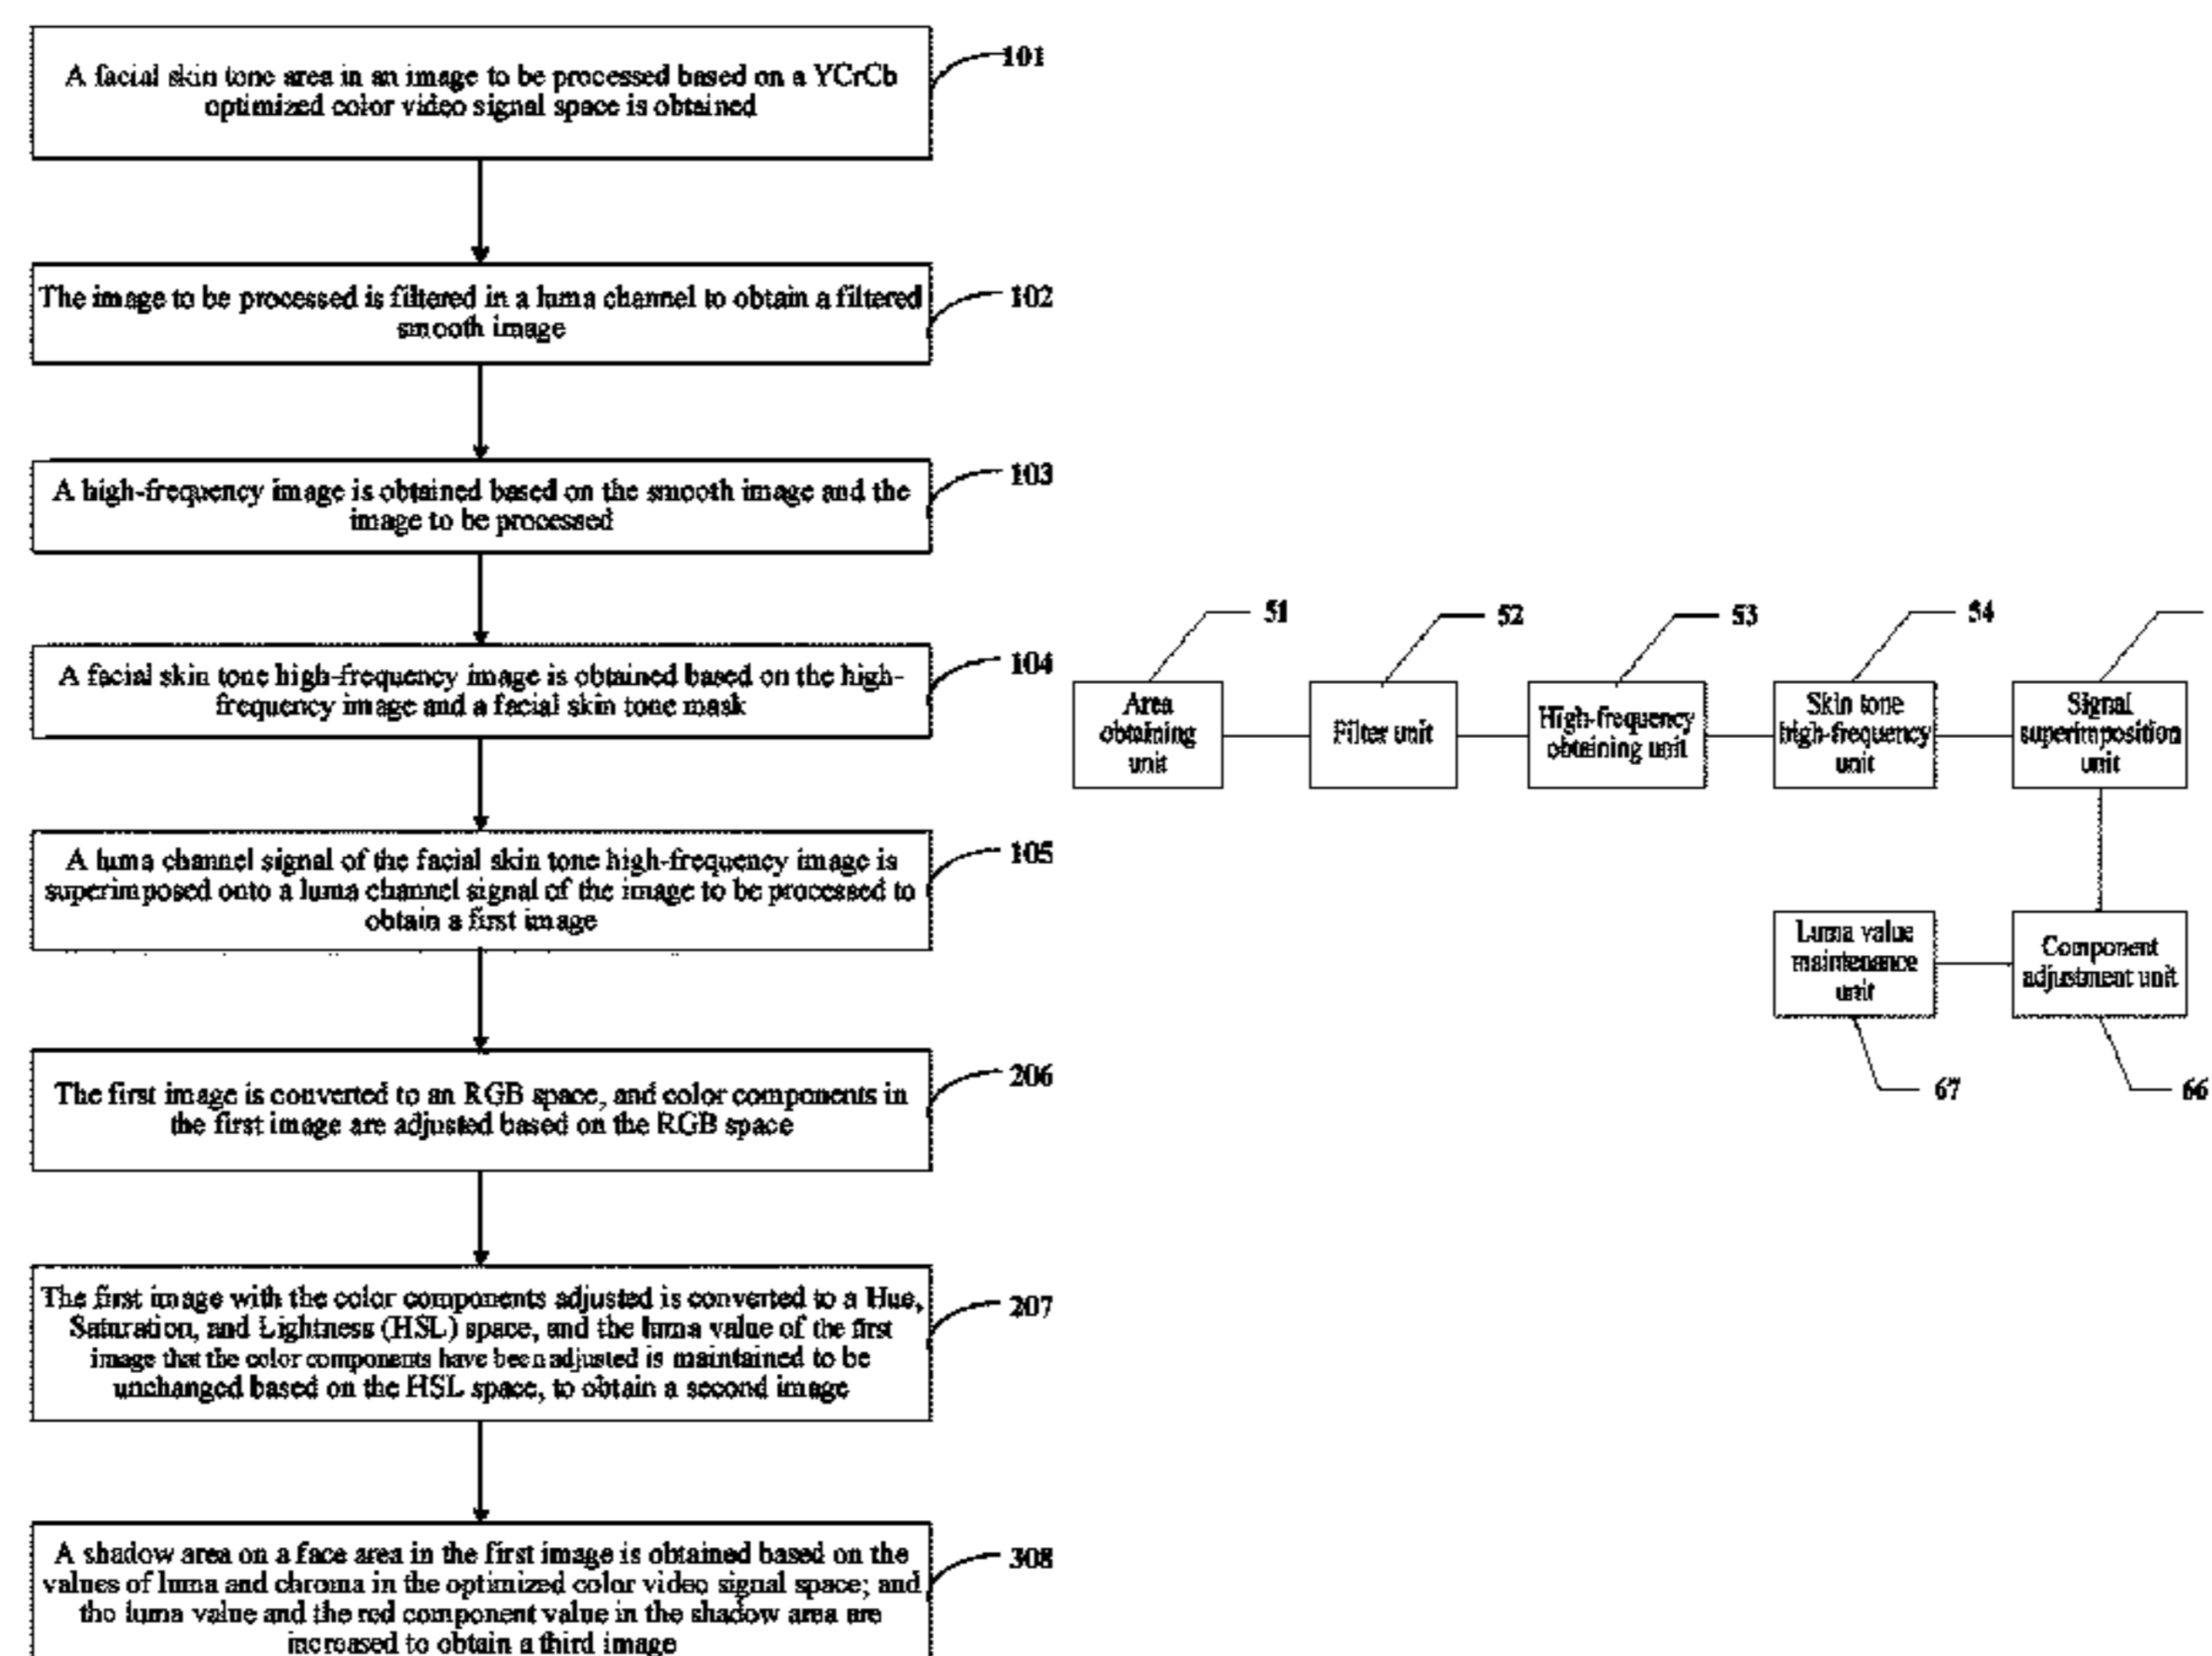 A facial skin tone area in an image to be processed based on a YCrCb
optimized color video signal space is obtained
101
The image to be processed is filtered in a luma channel to obtain a filtered
smooth image
102
A high-frequency image is obtained based on the smooth image and the
image to be processed
103
A facial skin tone high-frequency image is obtained based on the high-
frequency image and a facial skin tone mask
104
A luma channel signal of the facial skin tone high-frequency image is
superimposed onto a luma channel signal of the image to be processed to
obtain a first image
105
The first image is converted to an RGB space, and color components in
the first image are adjusted based on the RGB space
206
The first image with the color components adjusted is converted to a Hue,
Saturation, and Lightness (HSL) space, and the luma value of the first
image that the color components have been adjusted is maintained to be
unchanged based on the HSL space, to obtain a second image
207
A shadow area on a face area in the first image is obtained based on the
values of luma and chroma in the optimized color video signal space; and
the luma value and the red component value in the shadow area are
increased to obtain a third image
308
51
Area
obtaining
unit
52
Filter unit
53
High-frequency
obtaining unit
54
Skin tone
high-frequency
unit
Signal
superimposition
unit
Luma value
maintenance
unit
67
Component
adjustment unit
66